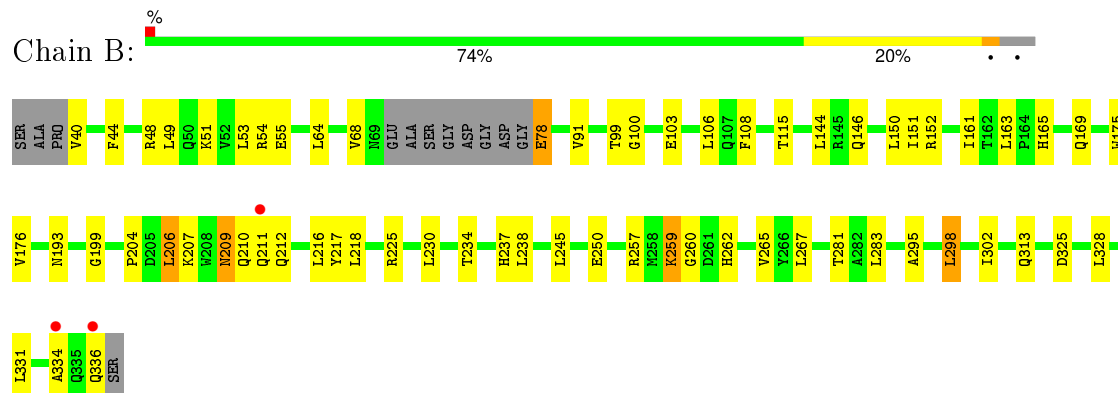 %
Chain B:
74% 20% • •
SER ALA PRO V40 F44 R48 L49 Q50 K51 V52 L53 R54 E55 L64 V68 N69 GLU ALA SER GLY ASP GLY ASP GLY E78 V91 T99 G100 E103 L106 Q107 F108 T115 L144 R145 Q146 L150 I151 R152 I161 T162 L163 P164 H165 Q169 W175
V176 N193 G199 P204 D205 L206 K207 W208 N209 Q210 Q211 Q212 L216 Y217 L218 R225 L230 T234 H237 L238 L245 E250 R257 M258 K259 G260 D261 H262 V265 Y266 L267 T281 A282 L283 A295 L298 I302 Q313 D325 L328
L331 A334 Q335 Q336 SER